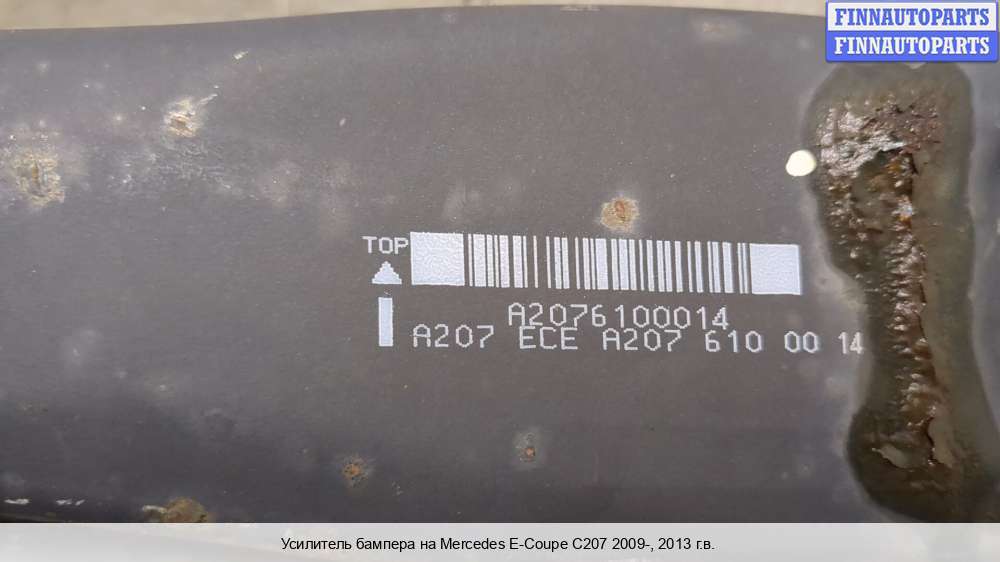 FINNAUTOPARTS
FINNAUTOPARTS
TOP
A2076100014
A207 ECE A207 610 00 14
Усилитель бампера на Mercedes E-Coupe C207 2009-, 2013 г.в.